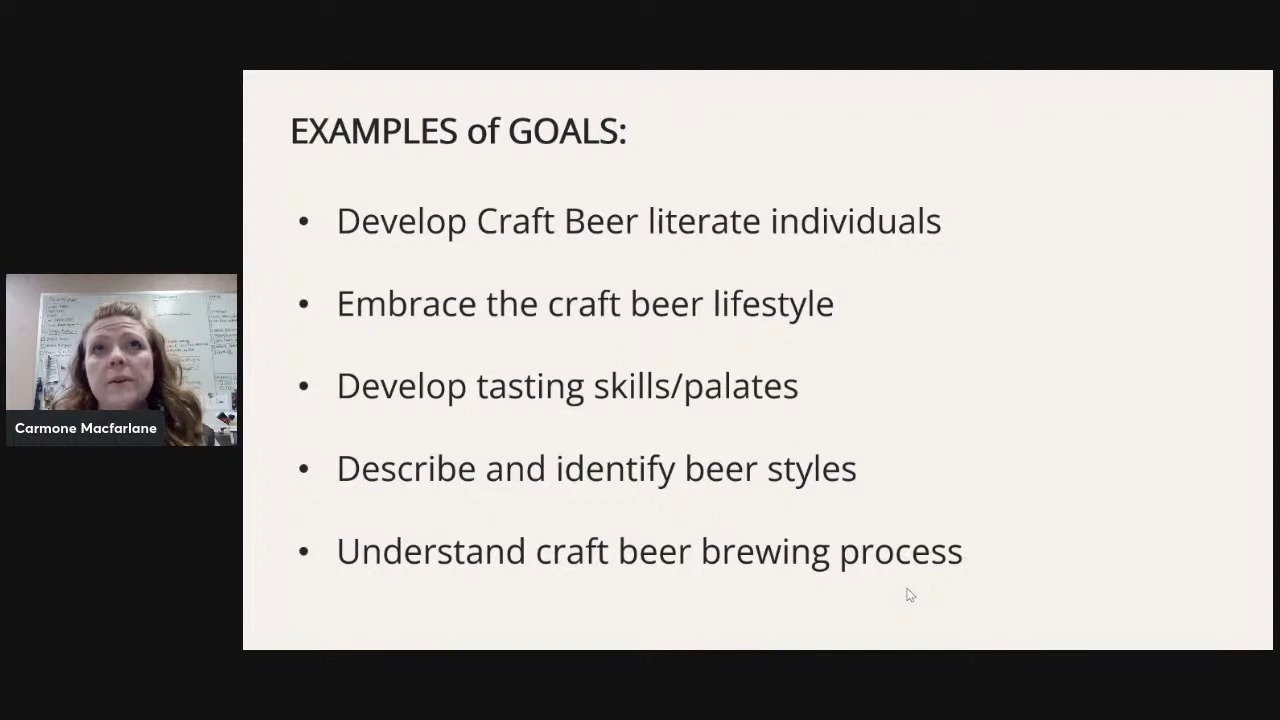 EXAMPLES of GOALS:
• Develop Craft Beer literate individuals
• Embrace the craft beer lifestyle
• Develop tasting skills/palates
• Describe and identify beer styles
• Understand craft beer brewing process
Carmone Macfarlane